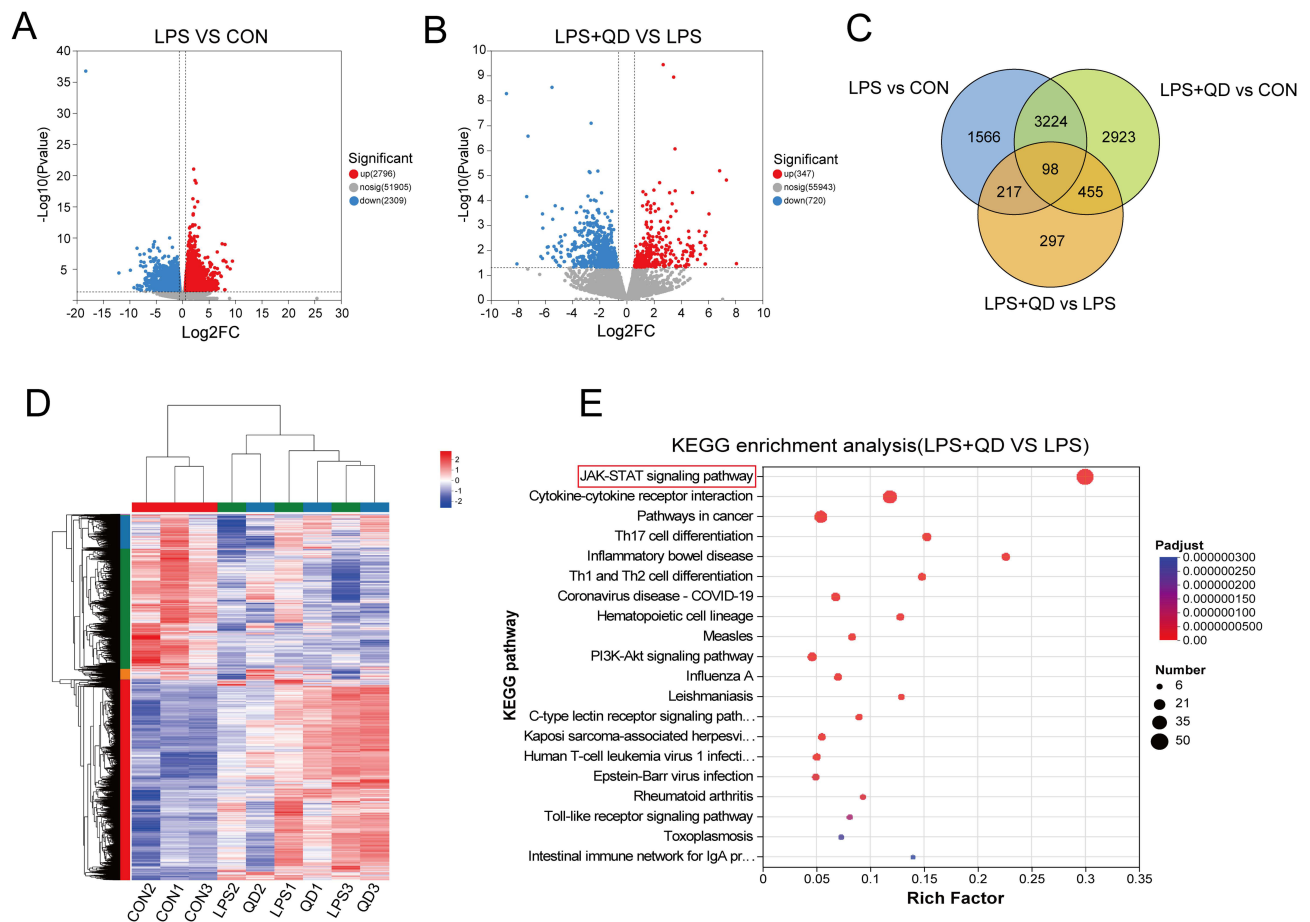 A
LPS VS CON
40
35
30
25
20
15
10
5
-Log10(Pvalue)
-20
-15
-10
-5
0
5
10
15
20
25
30
Log2FC
Significant
up(2796)
nosig(51905)
down(2309)
B
LPS+QD VS LPS
10
9
8
7
6
5
4
3
2
1
0
-Log10(Pvalue)
-10
-8
-6
-4
-2
0
2
4
6
8
10
Log2FC
Significant
up(347)
nosig(55943)
down(720)
C
LPS vs CON
LPS+QD vs CON
1566
3224
2923
98
217
455
297
LPS+QD vs LPS
D
2
1
0
-1
-2
CON2
CON1
CON3
LPS2
QD2
LPS1
QD1
LPS3
QD3
E
KEGG enrichment analysis(LPS+QD VS LPS)
KEGG pathway
JAK-STAT signaling pathway
Cytokine-cytokine receptor interaction
Pathways in cancer
Th17 cell differentiation
Inflammatory bowel disease
Th1 and Th2 cell differentiation
Coronavirus disease - COVID-19
Hematopoietic cell lineage
Measles
PI3K-Akt signaling pathway
Influenza A
Leishmaniasis
C-type lectin receptor signaling path...
Kaposi sarcoma-associated herpesvi...
Human T-cell leukemia virus 1 infecti...
Epstein-Barr virus infection
Rheumatoid arthritis
Toll-like receptor signaling pathway
Toxoplasmosis
Intestinal immune network for IgA pr...
0
0.05
0.1
0.15
0.2
0.25
0.3
0.35
Rich Factor
Padjust
0.000000300
0.000000250
0.000000200
0.000000150
0.000000100
0.0000000500
0.00
Number
6
21
35
50